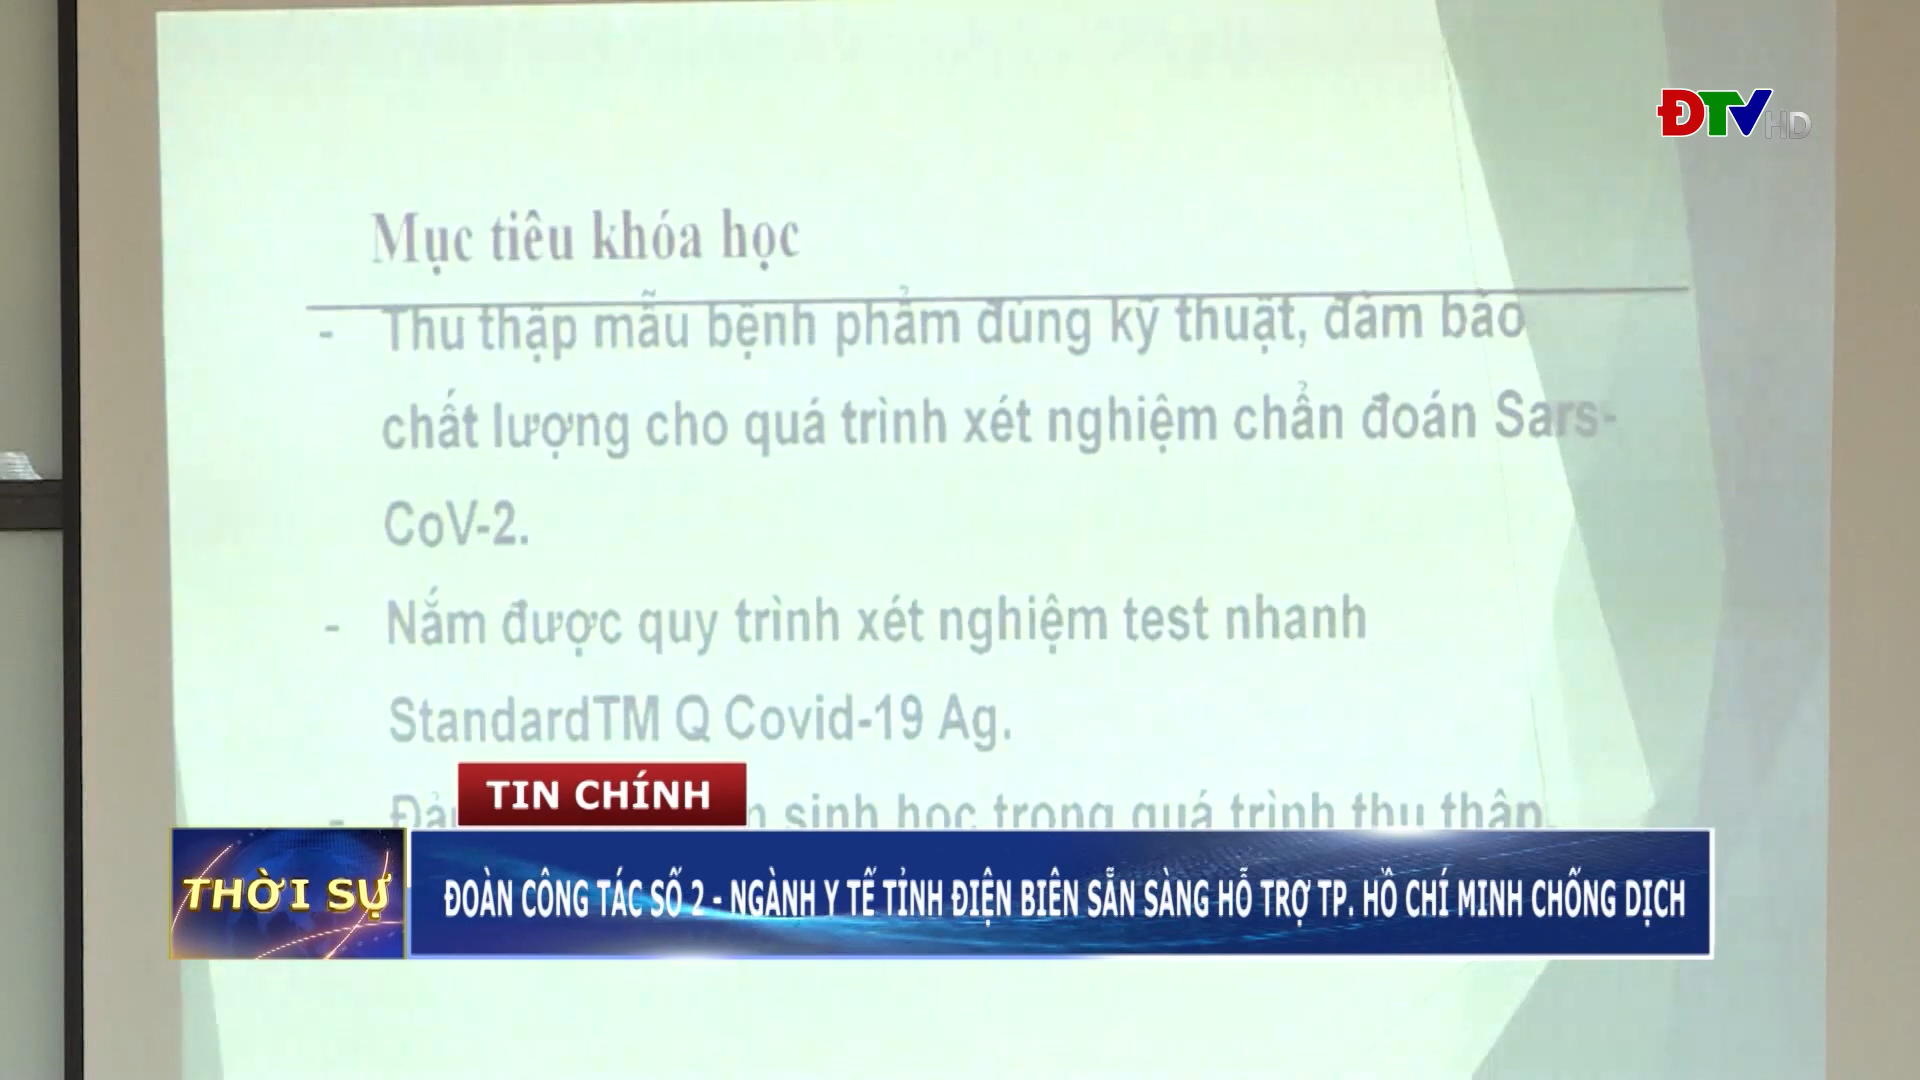 ĐTV HD
Mục tiêu khóa học
- Thu thập mẫu bệnh phẩm đúng kỹ thuật, đảm bảo
chất lượng cho quá trình xét nghiệm chẩn đoán Sars-
CoV-2.
- Nắm được quy trình xét nghiệm test nhanh
StandardTM Q Covid-19 Ag.
- sinh học trong quá trình thu thập,
TIN CHÍNH
THỜI SỰ
ĐOÀN CÔNG TÁC SỐ 2 - NGÀNH Y TẾ TỈNH ĐIỆN BIÊN SẴN SÀNG HỖ TRỢ TP. HỒ CHÍ MINH CHỐNG DỊCH